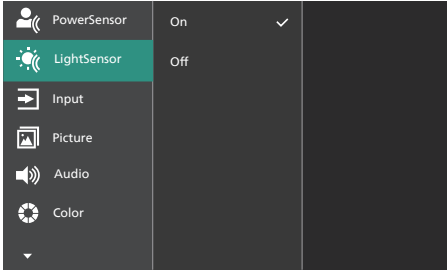 PowerSensor
On
LightSensor
Off
Input
Picture
Audio
Color